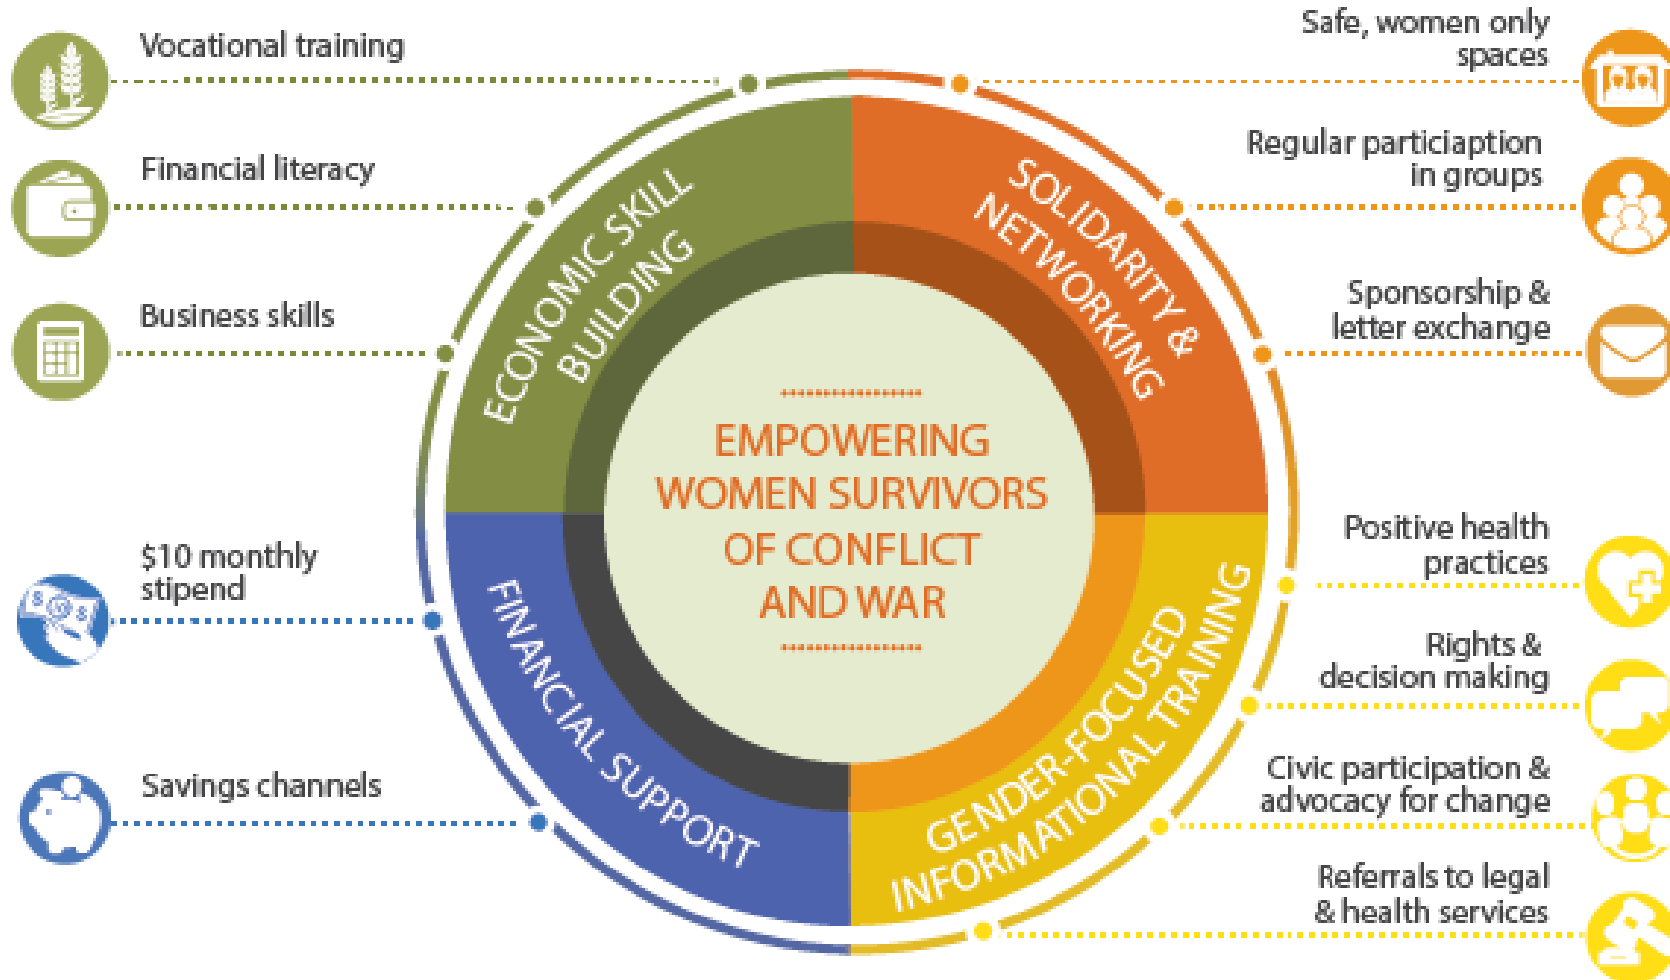 Vocational training
Financial literacy
Business skills
$10 monthly
stipend
Savings channels
ECONOMIC SKILL
BUILDING
SOLIDARITY &
NETWORKING
EMPOWERING
WOMEN SURVIVORS
OF CONFLICT
AND WAR
FINANCIAL SUPPORT
GENDER-FOCUSED
INFORMATIONAL TRAINING
Safe, women only
spaces
Regular particiaption
in groups
Sponsorship &
letter exchange
Positive health
practices
Rights &
decision making
Civic participation &
advocacy for change
Referrals to legal
& health services